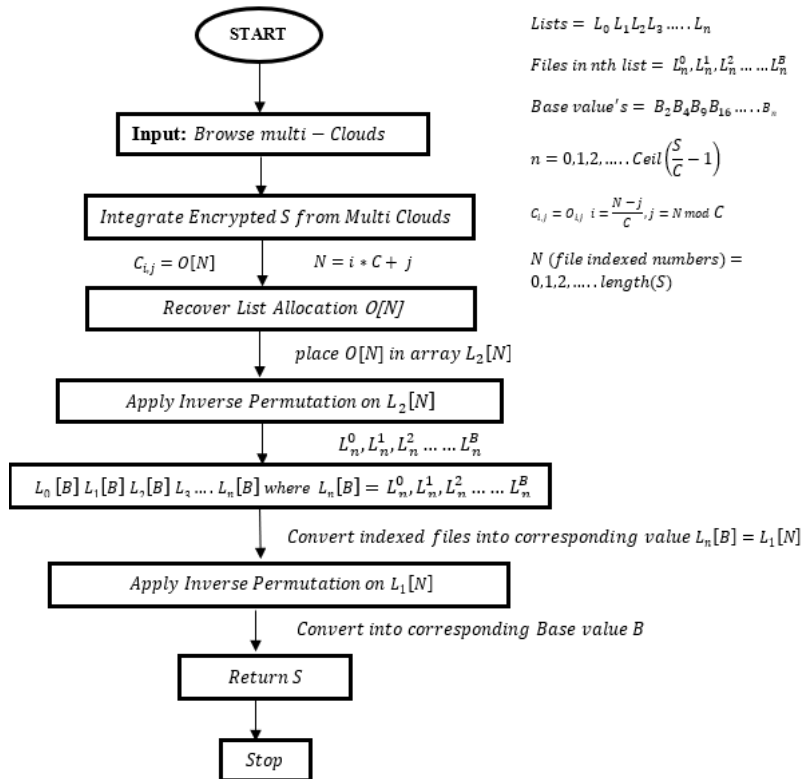 START
Input: Browse multi − Clouds
Integrate Encrypted S from Multi Clouds
C_{i,j} = O[N]    N = i * C + j
Recover List Allocation O[N]
place O[N] in array L_2[N]
Apply Inverse Permutation on L_2[N]
L_n^0, L_n^1, L_n^2 … … L_n^B
L_0 [B] L_1[B] L_2[B] L_3 … . L_n[B] where L_n[B] = L_n^0, L_n^1, L_n^2 … … L_n^B
Convert indexed files into corresponding value L_n[B] = L_1[N]
Apply Inverse Permutation on L_1[N]
Convert into corresponding Base value B
Return S
Stop
Lists = L_0 L_1 L_2 L_3 … . . L_n
Files in nth list = L_n^0, L_n^1, L_n^2 … … L_n^B
Base value's = B_2 B_4 B_9 B_16 … . . B_n
n = 0,1,2, … . . Ceil (S/C − 1)
C_{i,j} = O_{i,j} i = (N − j)/C, j = N mod C
N (file indexed numbers) =
0,1,2, … . . length(S)